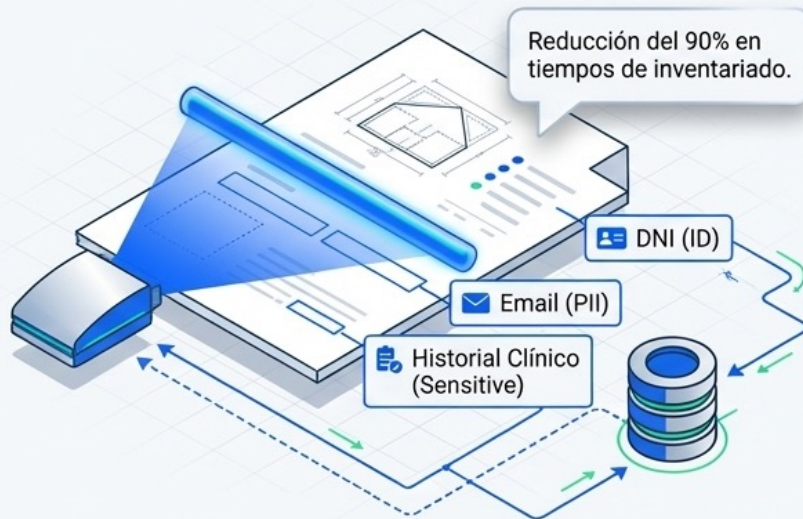 Reducción del 90% en
tiempos de inventariado.
DNI (ID)
Email (PII)
Historial Clínico
(Sensitive)